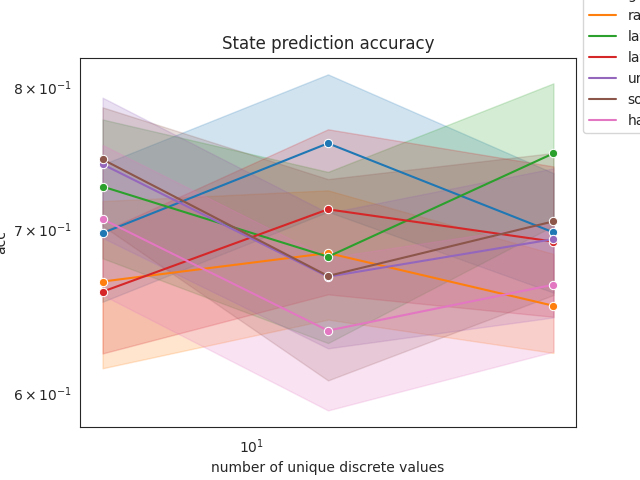 State prediction accuracy
8 × 10⁻¹
7 × 10⁻¹
6 × 10⁻¹
acc
10¹
number of unique discrete values
ra
la
la
ur
so
ha